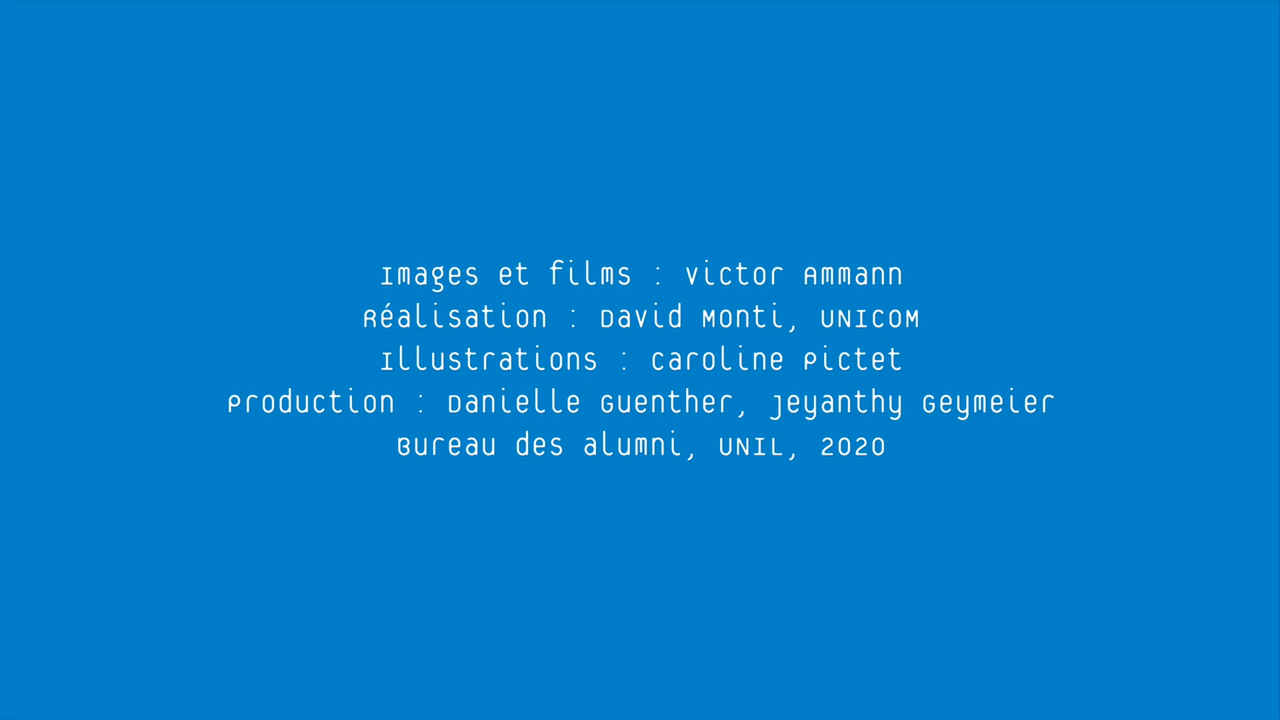 Images et films : Victor Ammann
Réalisation : David Monti, UNICOM
Illustrations : Caroline Pictet
Production : Danielle Guenther, Jeyanthy Geymeier
Bureau des alumni, UNIL, 2020